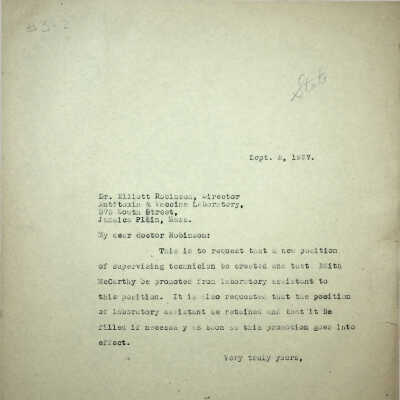 State
Sept. 8, 1937.
Dr. Elliott Robinson, Director
Antitoxin & Vaccine Laboratory,
375 South Street,
Jamaica Plain, Mass.
My dear doctor Robinson:
This is to request that a new position
of supervising technician be created and that Edith
McCarthy be promoted from laboratory assistant to
this position. It is also requested that the position
of laboratory assistant be retained and that it be
filled if necessary as soon as this promotion goes into
effect.
Very truly yours,